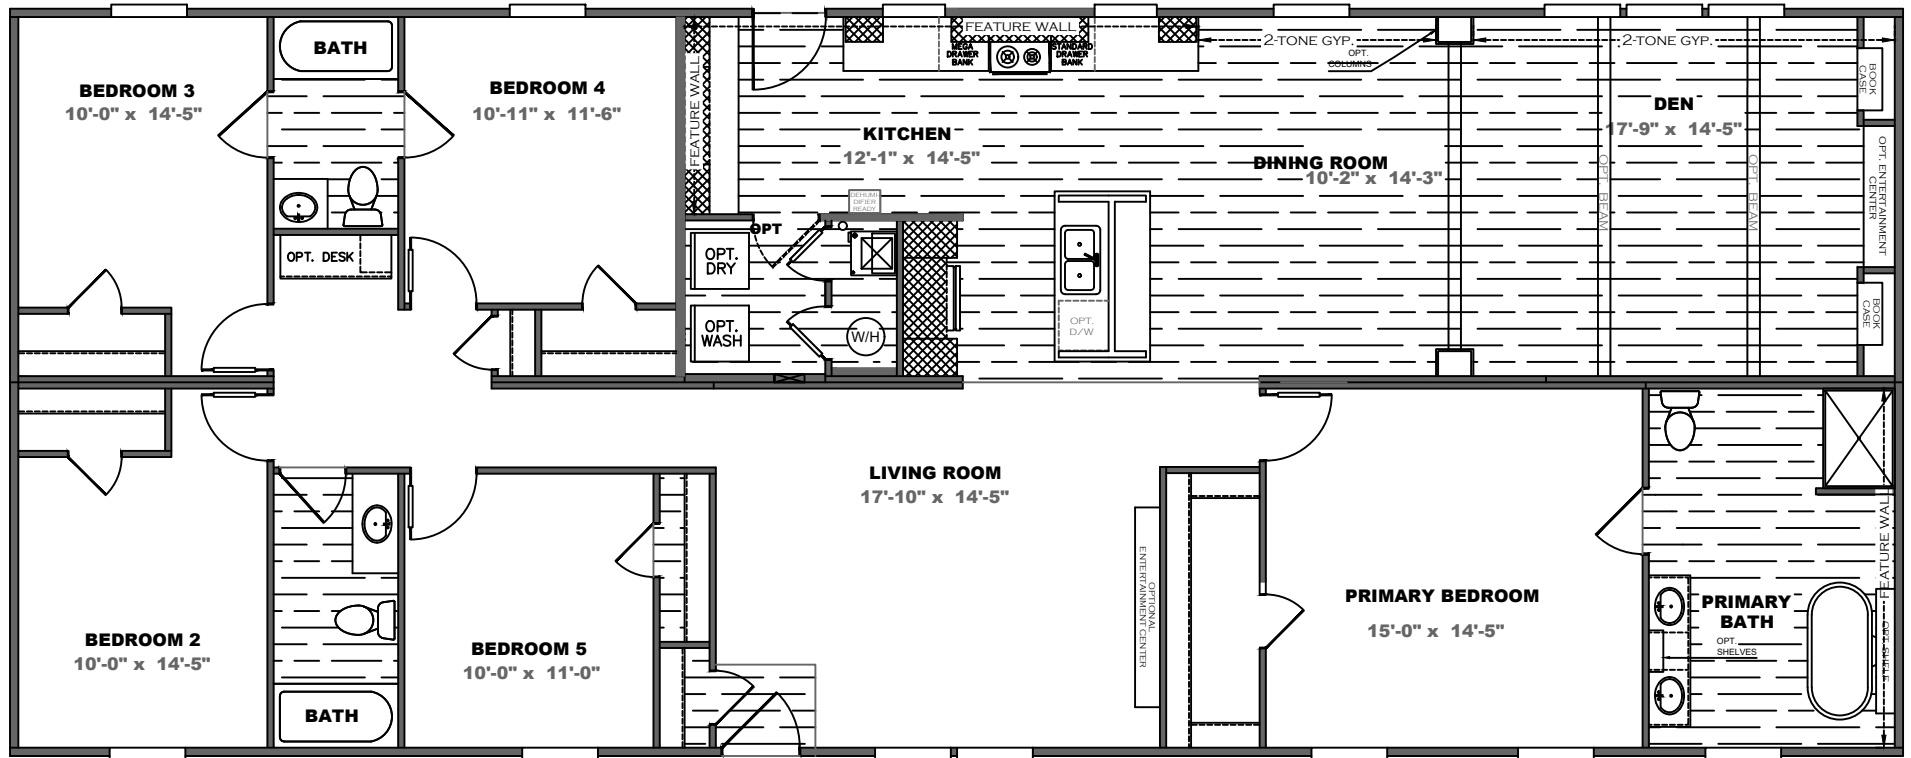 BATH
BEDROOM 3
10'-0" x 14'-5"
BEDROOM 4
10'-11" x 11'-6"
FEATURE WALL
FEATURE WALL
MEGA
DRAWER
BANK
STANDARD
DRAWER
BANK
2-TONE GYP.
OPT.
COLUMNS
2-TONE GYP.
BOOK
CASE
DEN
17'-9" x 14'-5"
KITCHEN
12'-1" x 14'-5"
DINING ROOM
10'-2" x 14'-3"
OPT. BEAM
OPT. BEAM
OPT. ENTERTAINMENT
CENTER
DEHUMI
DIFIER
READY
OPT
OPT. DESK
OPT.
DRY
OPT.
WASH
W/H
OPT.
D/W
BOOK
CASE
LIVING ROOM
17'-10" x 14'-5"
OPTIONAL
ENTERTAINMENT CENTER
PRIMARY BEDROOM
15'-0" x 14'-5"
PRIMARY
BATH
OPT.
SHELVES
FEATURE WALL
OPT. SHELF
BEDROOM 2
10'-0" x 14'-5"
BEDROOM 5
10'-0" x 11'-0"
BATH